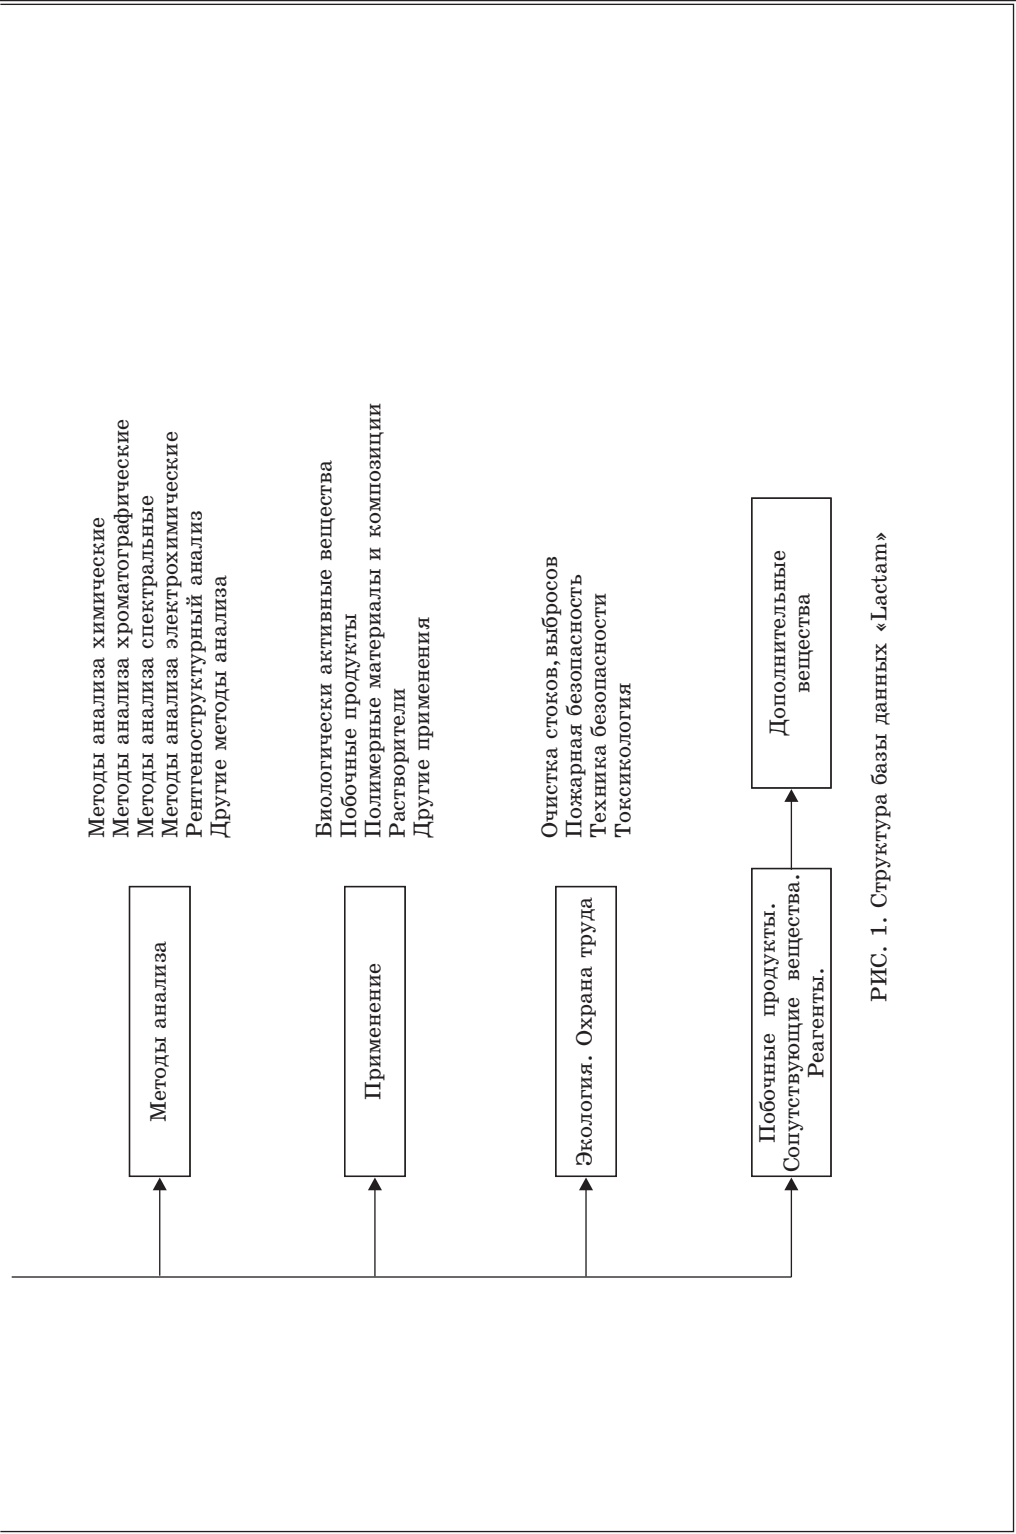 Методы анализа
Методы анализа химические
Методы анализа хроматографические
Методы анализа спектральные
Методы анализа электрохимические
Рентгеноструктурный анализ
Другие методы анализа
Применение
Биологически активные вещества
Побочные продукты
Полимерные материалы и композиции
Растворители
Другие применения
Экология. Охрана труда
Очистка стоков, выбросов
Пожарная безопасность
Техника безопасности
Токсикология
Побочные продукты.
Сопутствующие вещества.
Реагенты.
Дополнительные
вещества
РИС. 1. Структура базы данных «Lactam»